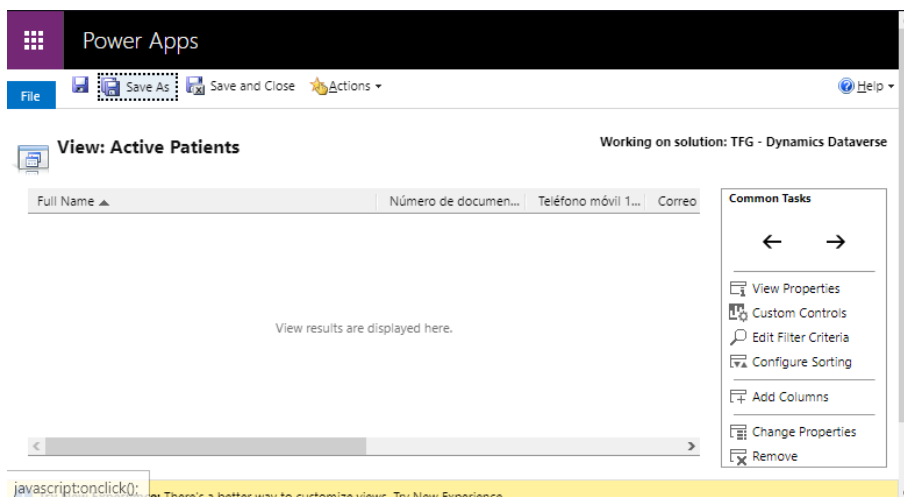 Power Apps
File Save As Save and Close Actions Help
View: Active Patients
Working on solution: TFG - Dynamics Dataverse
Full Name Número de documen... Teléfono móvil 1... Correo
View results are displayed here.
Common Tasks
View Properties
Custom Controls
Edit Filter Criteria
Configure Sorting
Add Columns
Change Properties
Remove
javascript:onclick();
There's a better way to customize views. Try New Experience